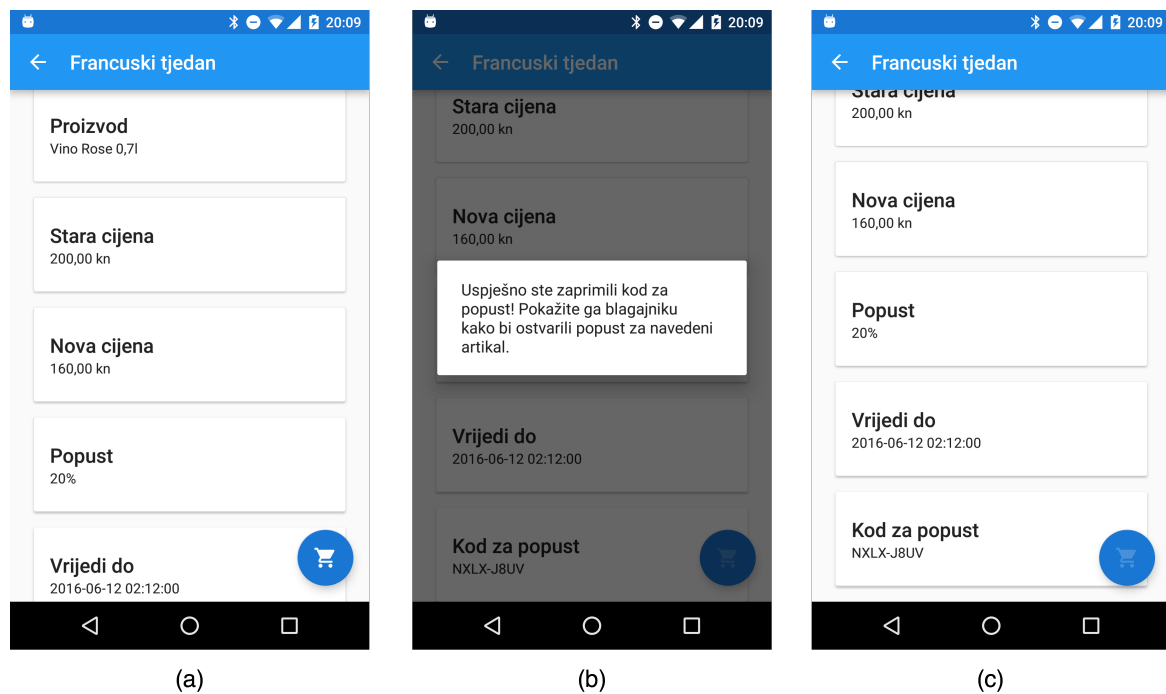 20:09
Francuski tjedan
Proizvod
Vino Rose 0,7l
Stara cijena
200,00 kn
Nova cijena
160,00 kn
Popust
20%
Vrijedi do
2016-06-12 02:12:00
(a)
20:09
Francuski tjedan
Stara cijena
200,00 kn
Nova cijena
160,00 kn
Uspješno ste zaprimili kod za
popust! Pokažite ga blagajniku
kako bi ostvarili popust za navedeni
artikal.
Vrijedi do
2016-06-12 02:12:00
Kod za popust
NXLX-J8UV
(b)
20:09
Francuski tjedan
Stara cijena
200,00 kn
Nova cijena
160,00 kn
Popust
20%
Vrijedi do
2016-06-12 02:12:00
Kod za popust
NXLX-J8UV
(c)